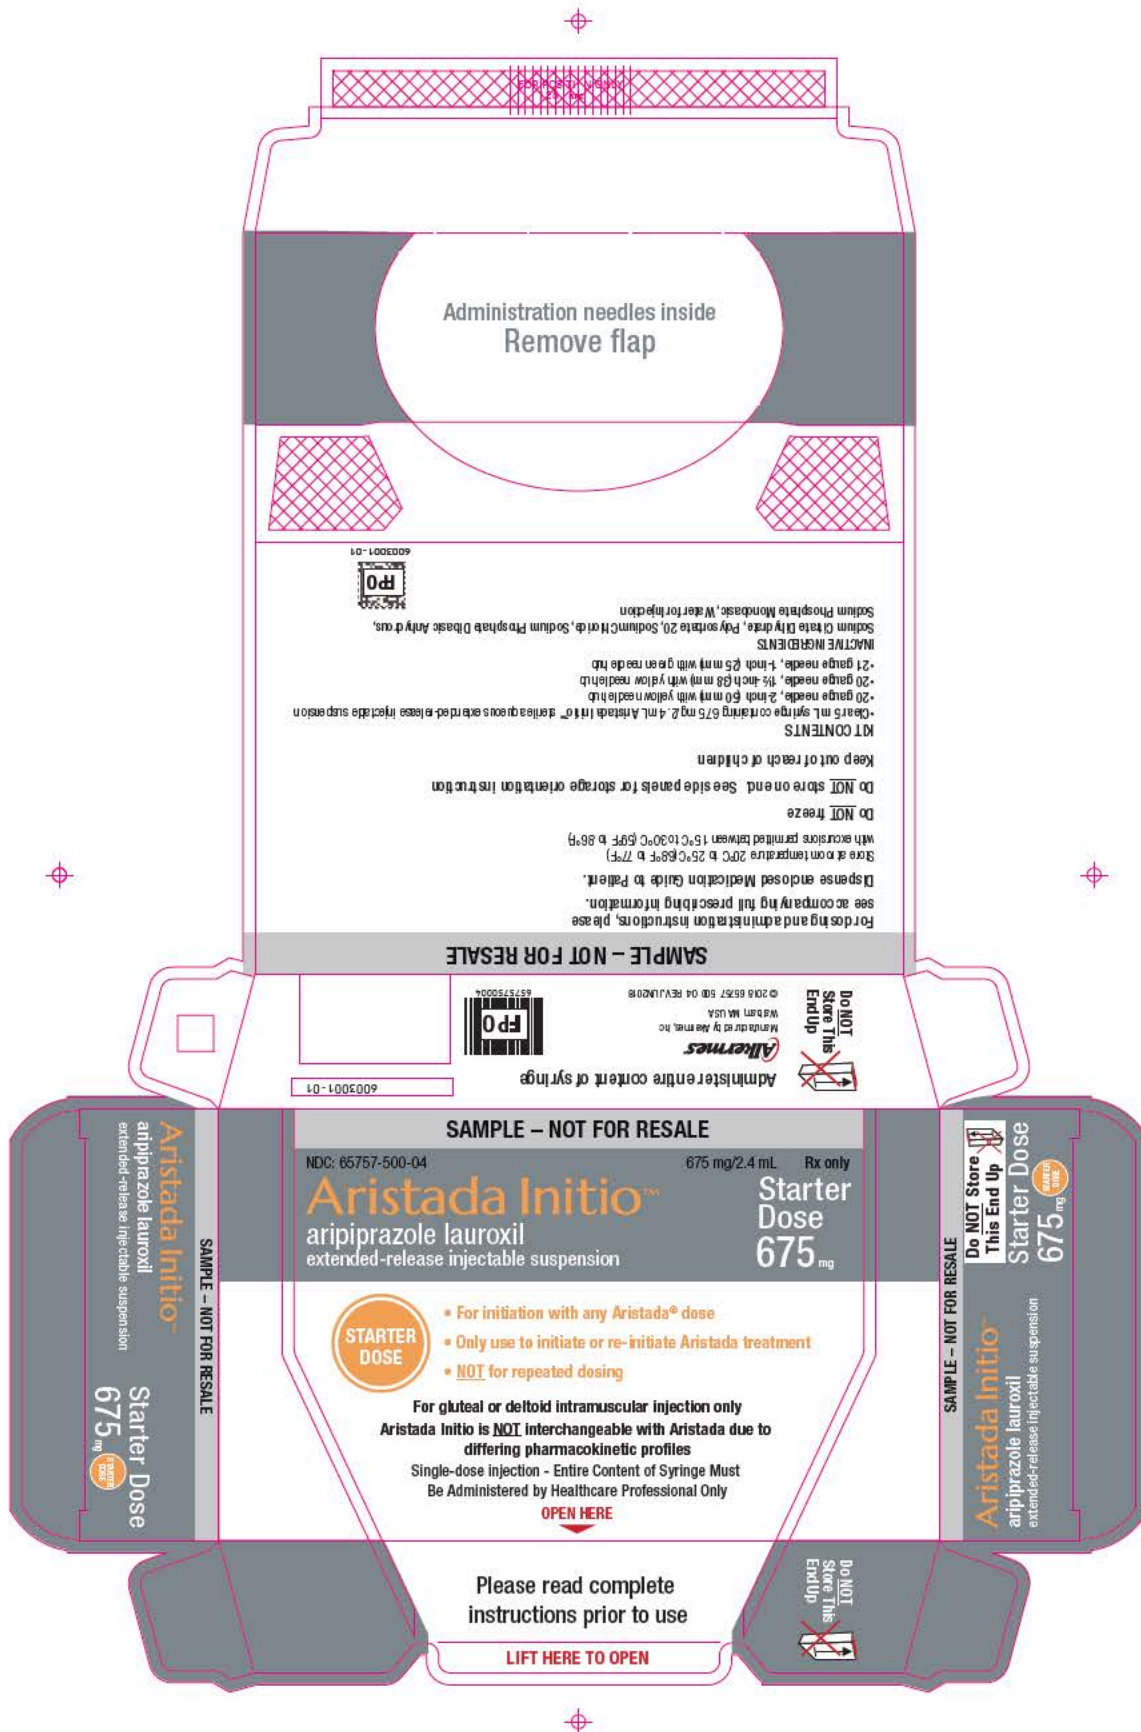 Administration needles inside
Remove flap
For dosing and administration instructions, please
see accompanying full prescribing information.
Dispense enclosed Medication Guide to Patient.
Store at room temperature 20°C to 25°C (68°F to 77°F)
with excursions permitted between 15°C to 30°C (59°F to 86°F)
Do NOT freeze
Do NOT store on end. See side panels for storage orientation instruction
Keep out of reach of children
KIT CONTENTS
•Clear 5 mL syringe containing 675 mg/2.4 mL Aristada Initio™ sterile aqueous extended-release injectable suspension
•20 gauge needle, 2-inch (50 mm) with yellow needle hub
•20 gauge needle, 1½-inch (38 mm) with yellow needle hub
•21 gauge needle, 1-inch (25 mm) with green needle hub
INACTIVE INGREDIENTS
Sodium Citrate Dihydrate, Polysorbate 20, Sodium Chloride, Sodium Phosphate Dibasic Anhydrous,
Sodium Phosphate Monobasic, Water for Injection
FPO
6003001-01
SAMPLE – NOT FOR RESALE
Administer entire content of syringe
Alkermes
Manufactured by Alkermes, Inc
Waltham MA USA
© 2018 65757 500 04 REV.JUN2018
FPO
6575750004
6003001-01
Do NOT
Store This
End Up
SAMPLE – NOT FOR RESALE
NDC: 65757-500-04 675 mg/2.4 mL Rx only
Aristada Initio™
aripiprazole lauroxil
extended-release injectable suspension
Starter
Dose
675 mg
STARTER
DOSE
• For initiation with any Aristada® dose
• Only use to initiate or re-initiate Aristada treatment
• NOT for repeated dosing
For gluteal or deltoid intramuscular injection only
Aristada Initio is NOT interchangeable with Aristada due to
differing pharmacokinetic profiles
Single-dose injection - Entire Content of Syringe Must
Be Administered by Healthcare Professional Only
OPEN HERE
Please read complete
instructions prior to use
LIFT HERE TO OPEN
SAMPLE – NOT FOR RESALE
Aristada Initio™
aripiprazole lauroxil
extended-release injectable suspension
Starter Dose
675 mg
STARTER
DOSE
SAMPLE – NOT FOR RESALE
Aristada Initio™
aripiprazole lauroxil
extended-release injectable suspension
Do NOT Store
This End Up
Starter Dose
675 mg
STARTER
DOSE
Do NOT
Store This
End Up